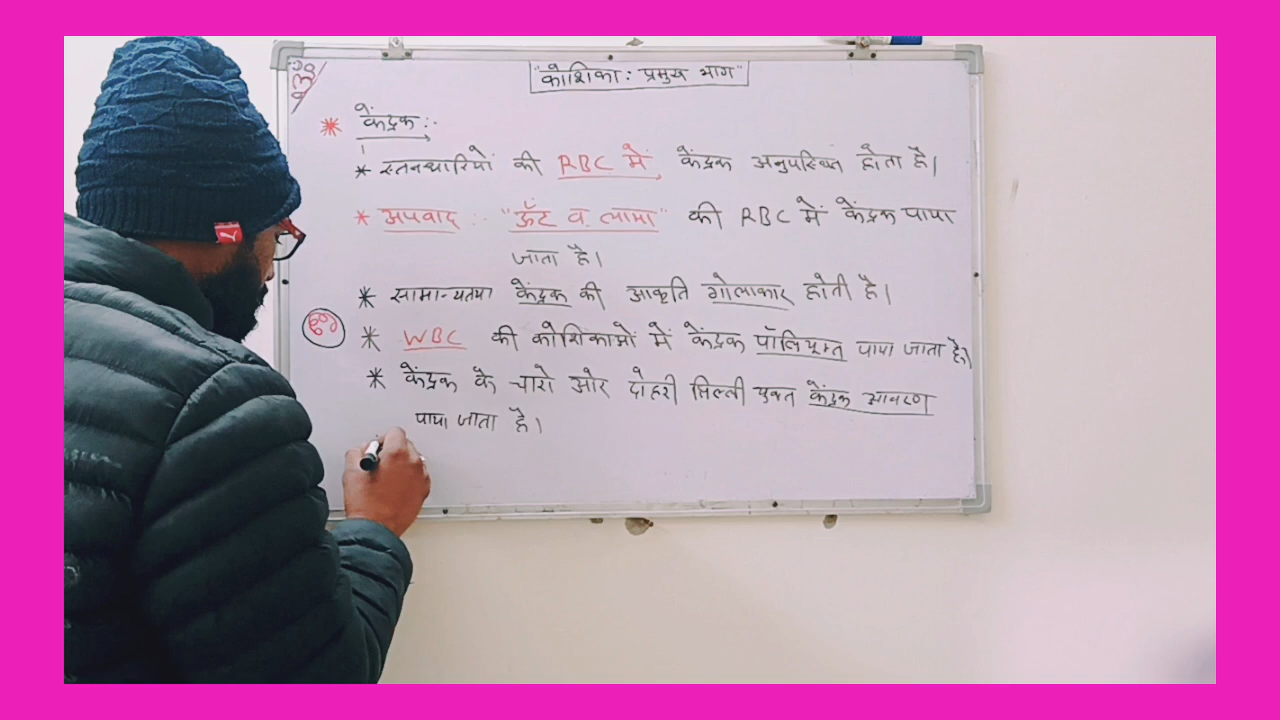 "कोशिका: प्रमुख भाग"
* केंद्रक :-
* स्तनधारियों की RBC में केंद्रक अनुपस्थित होता है।
* अपवाद :- "ऊँट व लामा" की RBC में केंद्रक पाया
जाता है।
* सामान्यतया केंद्रक की आकृति गोलाकार होती है।
* WBC की कोशिकाओं में केंद्रक पॉलियुक्त पाया जाता है।
* केंद्रक के चारो ओर दोहरी झिल्ली युक्त केंद्रक आवरण
पाया जाता है।